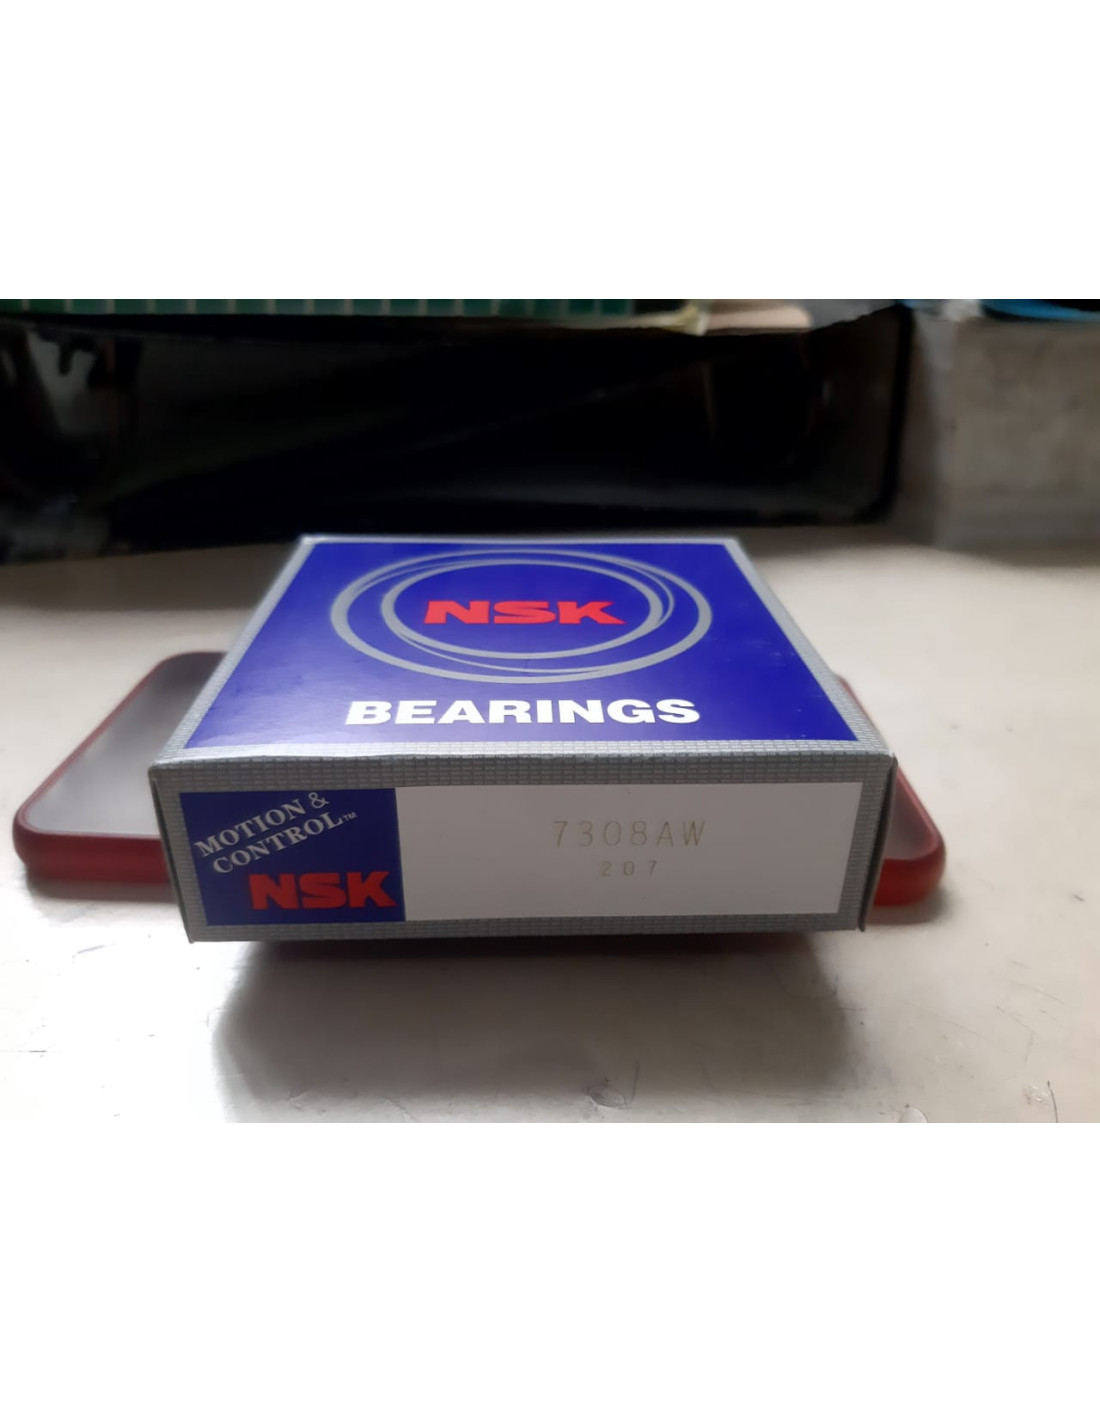 NSK
BEARINGS
MOTION &
CONTROL™
NSK
7308AW
207